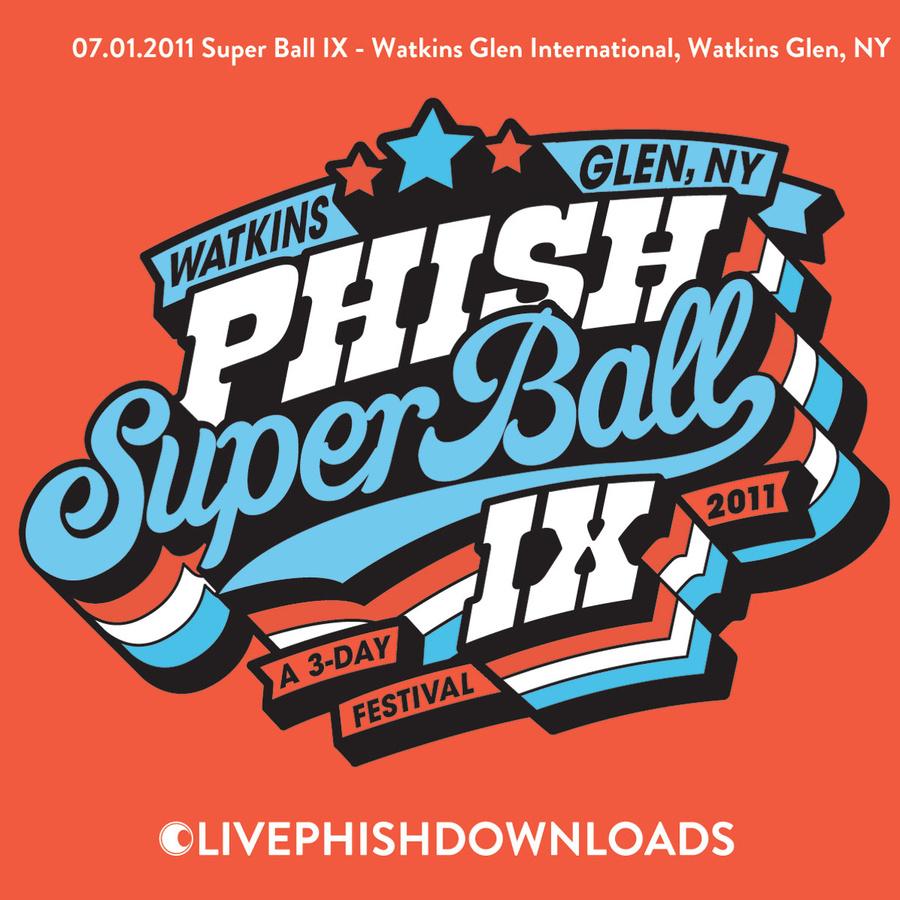 07.01.2011 Super Ball IX - Watkins Glen International, Watkins Glen, NY
WATKINS
GLEN, NY
PHISH
Super Ball
IX
2011
A 3-DAY
FESTIVAL
LIVEPHISHDOWNLOADS